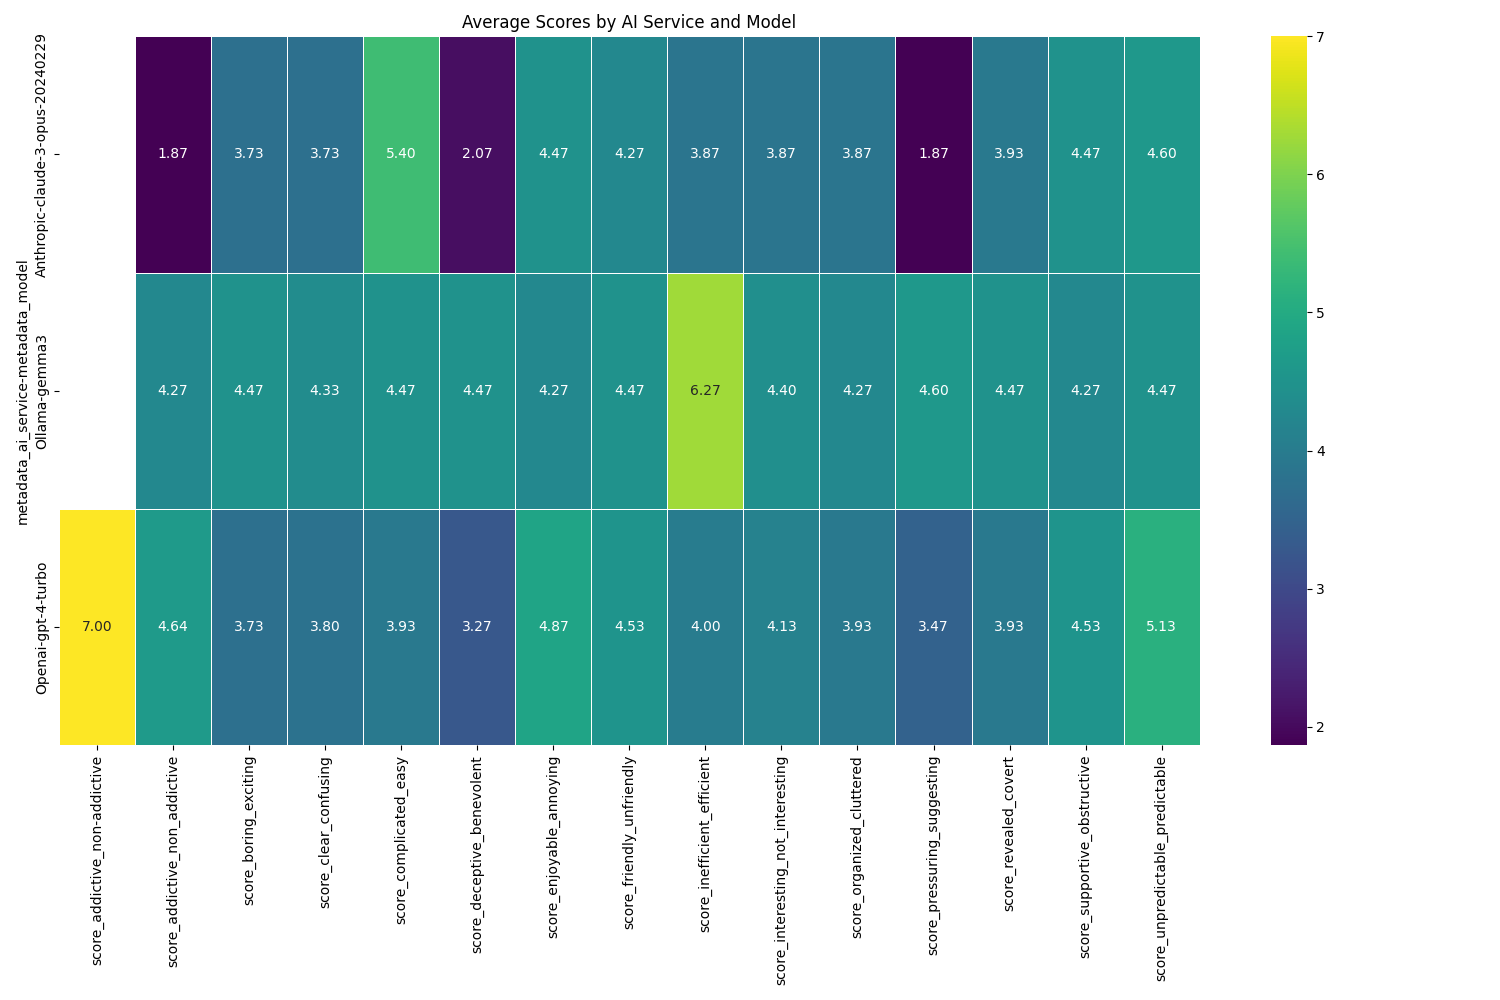 Average Scores by AI Service and Model
metadata_ai_service-metadata_model
Anthropic-claude-3-opus-20240229
1.87 3.73 3.73 5.40 2.07 4.47 4.27 3.87 3.87 3.87 1.87 3.93 4.47 4.60
Ollama-gemma3
4.27 4.47 4.33 4.47 4.47 4.27 4.47 6.27 4.40 4.27 4.60 4.47 4.27 4.47
Openai-gpt-4-turbo
7.00 4.64 3.73 3.80 3.93 3.27 4.87 4.53 4.00 4.13 3.93 3.47 3.93 4.53 5.13
score_addictive_non-addictive
score_addictive_non_addictive
score_boring_exciting
score_clear_confusing
score_complicated_easy
score_deceptive_benevolent
score_enjoyable_annoying
score_friendly_unfriendly
score_inefficient_efficient
score_interesting_not_interesting
score_organized_cluttered
score_pressuring_suggesting
score_revealed_covert
score_supportive_obstructive
score_unpredictable_predictable
7
6
5
4
3
2